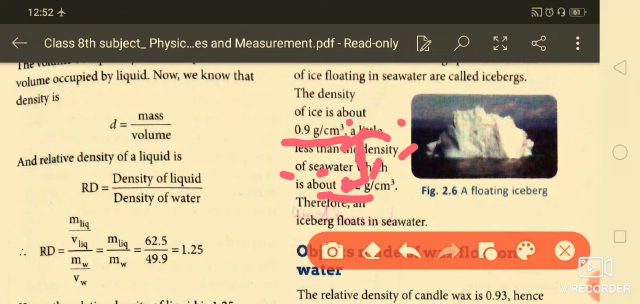 12:52
63
Class 8th subject_ Physic...es and Measurement.pdf - Read-only
volume occupied by liquid. Now, we know that
density is
d = mass / volume
And relative density of a liquid is
RD = Density of liquid / Density of water
∴ RD = (m_liq / V_liq) / (m_w / V_w) = m_liq / m_w = 62.5 / 49.9 = 1.25
of ice floating in seawater are called icebergs.
The density
of ice is about
0.9 g/cm³, a
less than the density
of seawater which
is about g/cm³.
Therefore, an
iceberg floats in seawater.
Fig. 2.6 A floating iceberg
water
The relative density of candle wax is 0.93, hence
V.RECORDER